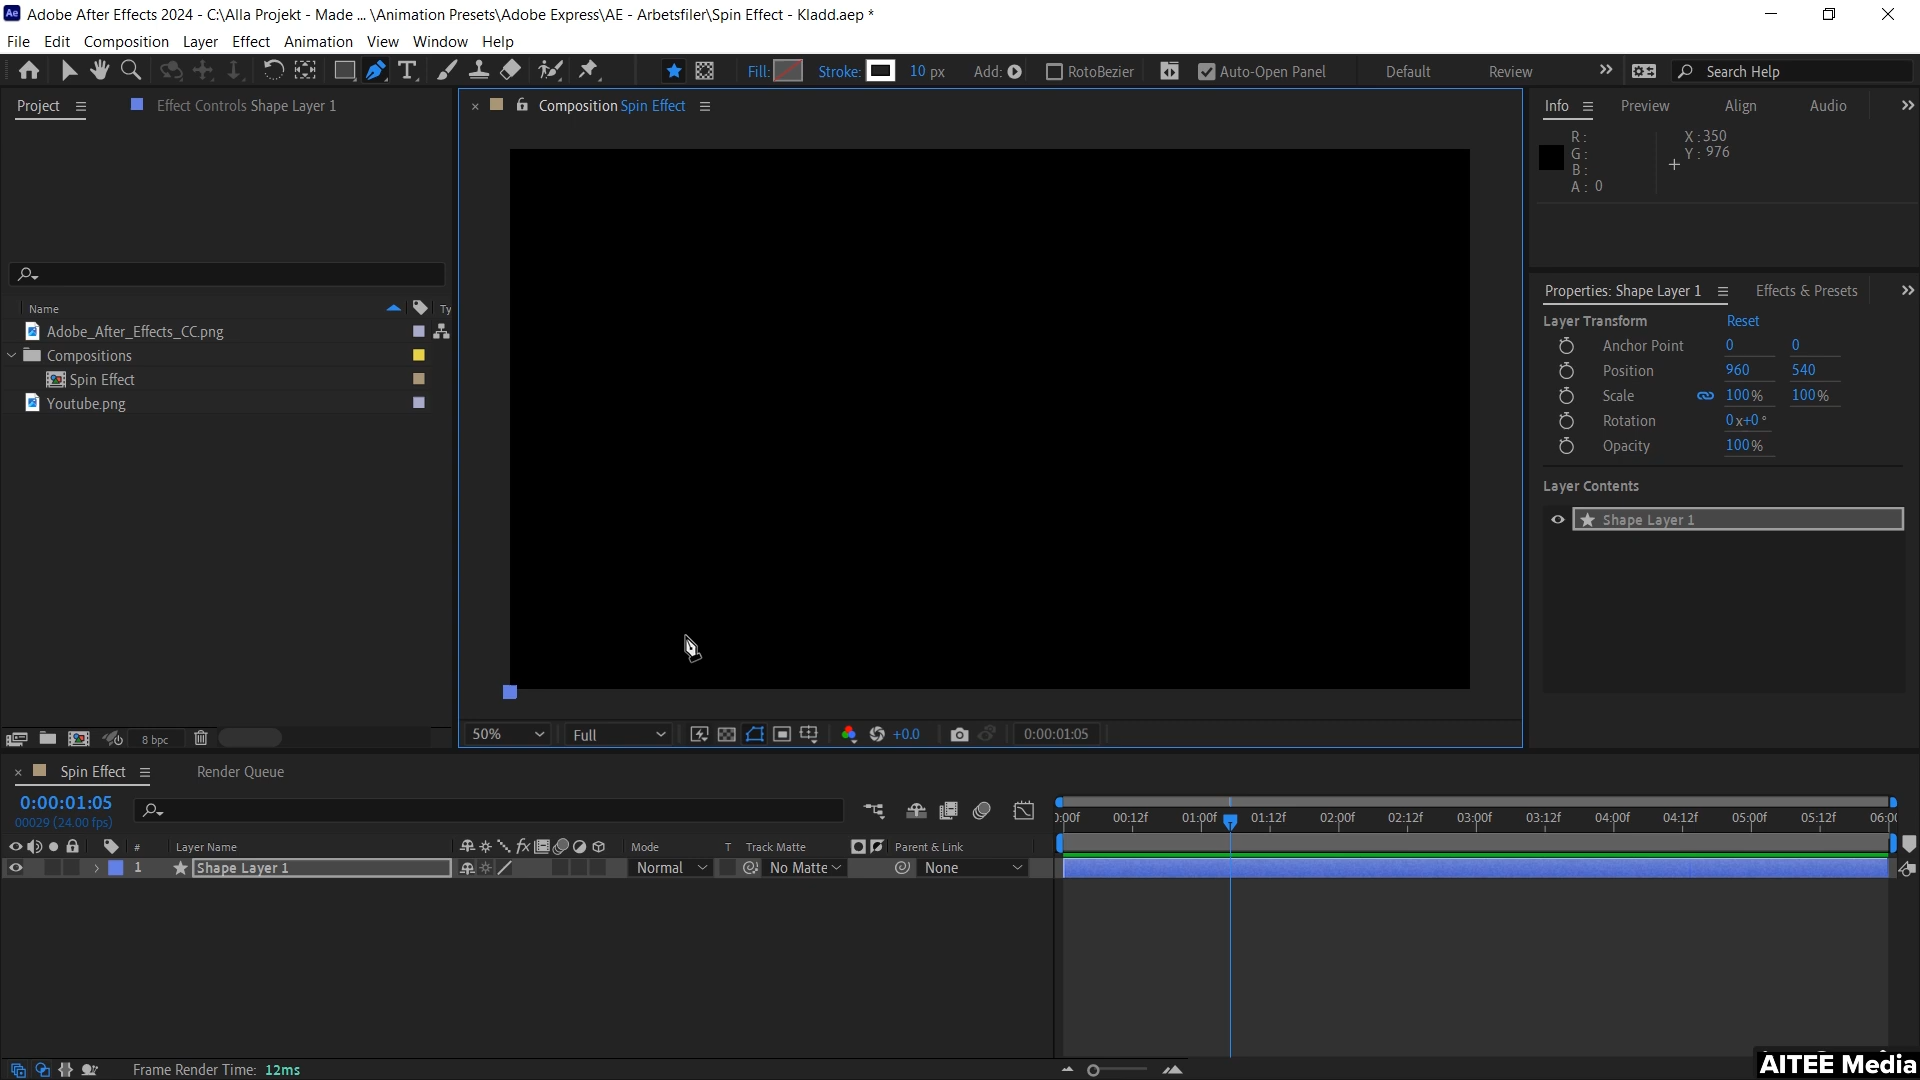 Adobe After Effects 2024 - C:\Alla Projekt - Made ... \Animation Presets\Adobe Express\AE - Arbetsfiler\Spin Effect - Kladd.aep *
File Edit Composition Layer Effect Animation View Window Help
Fill: Stroke: 10 px Add: RotoBezier Auto-Open Panel Default Review Search Help
Project Effect Controls Shape Layer 1
Composition Spin Effect
Info Preview Align Audio
R :
G :
B :
A : 0
X : 350
Y : 976
Name Ty
Adobe_After_Effects_CC.png
Compositions
Spin Effect
Youtube.png
Properties: Shape Layer 1 Effects & Presets
Layer Transform Reset
Anchor Point 0 0
Position 960 540
Scale 100% 100%
Rotation 0x+0°
Opacity 100%
Layer Contents
Shape Layer 1
8 bpc
50% Full +0.0 0:00:01:05
Spin Effect Render Queue
0:00:01:05
00029 (24.00 fps)
00:12f 01:00f 01:12f 02:00f 02:12f 03:00f 03:12f 04:00f 04:12f 05:00f 05:12f
# Layer Name Mode T Track Matte Parent & Link
1 Shape Layer 1 Normal No Matte None
Frame Render Time: 12ms
AITEE Media